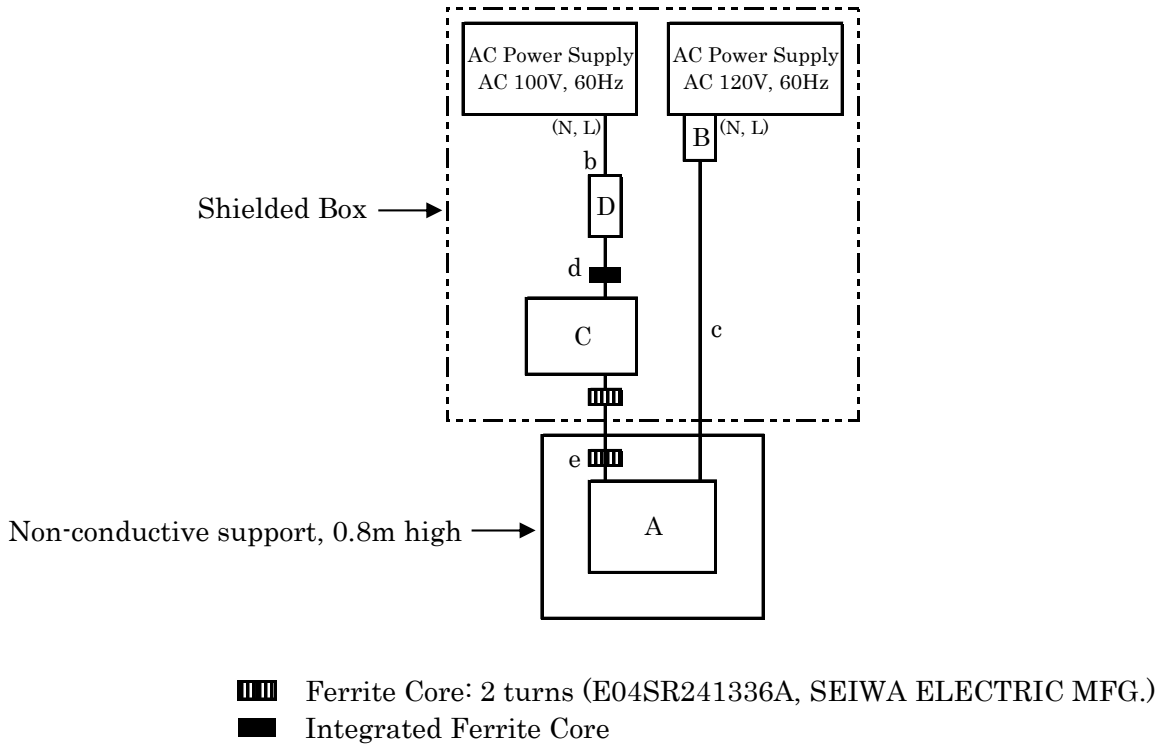 AC Power Supply
AC 100V, 60Hz
AC Power Supply
AC 120V, 60Hz
(N, L)
B
(N, L)
b
D
Shielded Box
d
C
c
e
A
Non-conductive support, 0.8m high
Ferrite Core: 2 turns (E04SR241336A, SEIWA ELECTRIC MFG.)
Integrated Ferrite Core